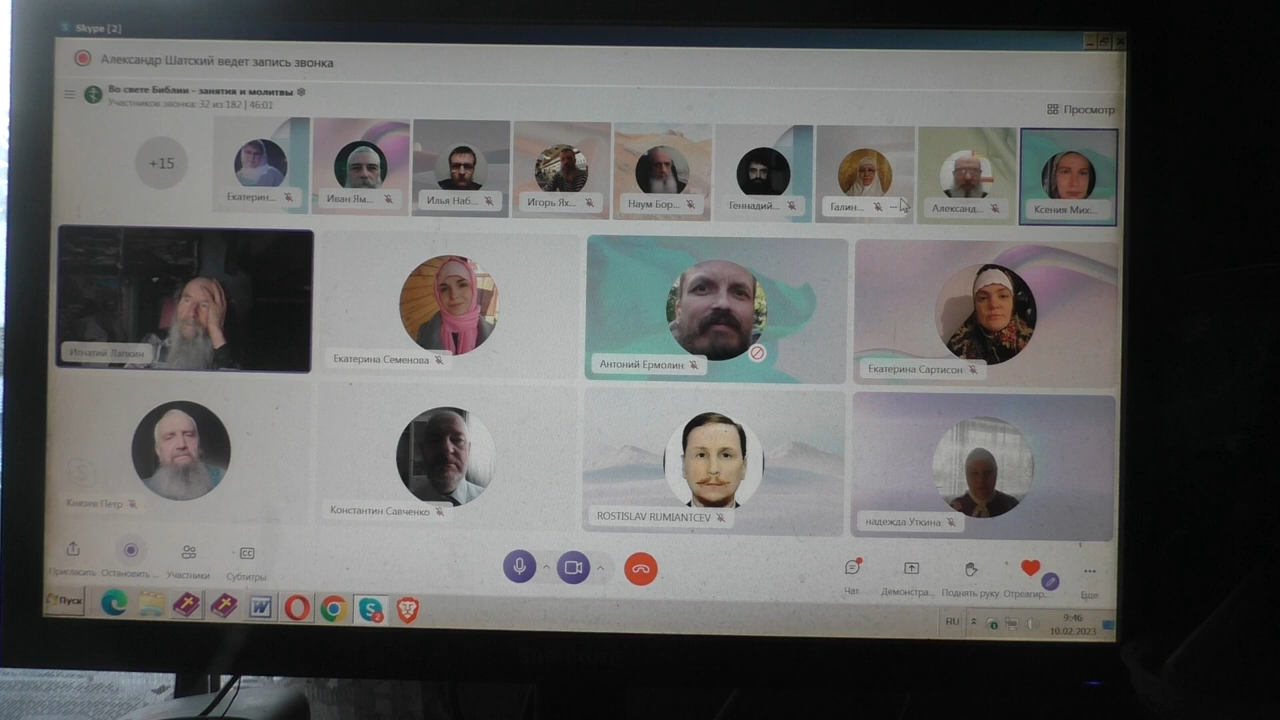 Skype [2]
Александр Шатский ведет запись звонка
Во свете Библии - занятия и молитвы
Участников звонка: 32 из 182 | 46:01
Просмотр
+15
Екатерин...
Иван Ям...
Илья Наб...
Игорь Ях...
Наум Бор...
Геннадий...
Галин...
Александ...
Ксения Мих...
Игнатий Лапкин
Екатерина Семенова
Антоний Ермолин
Екатерина Сартисон
Князев Петр
Константин Савченко
ROSTISLAV RUMIANTCEV
надежда Уткина
Пригласить
Остановить ...
Участники
CC
Субтитры
Чат
Демонстра...
Поднять руку
Отреагир...
Еще
Пуск
RU
9:46
10.02.2023